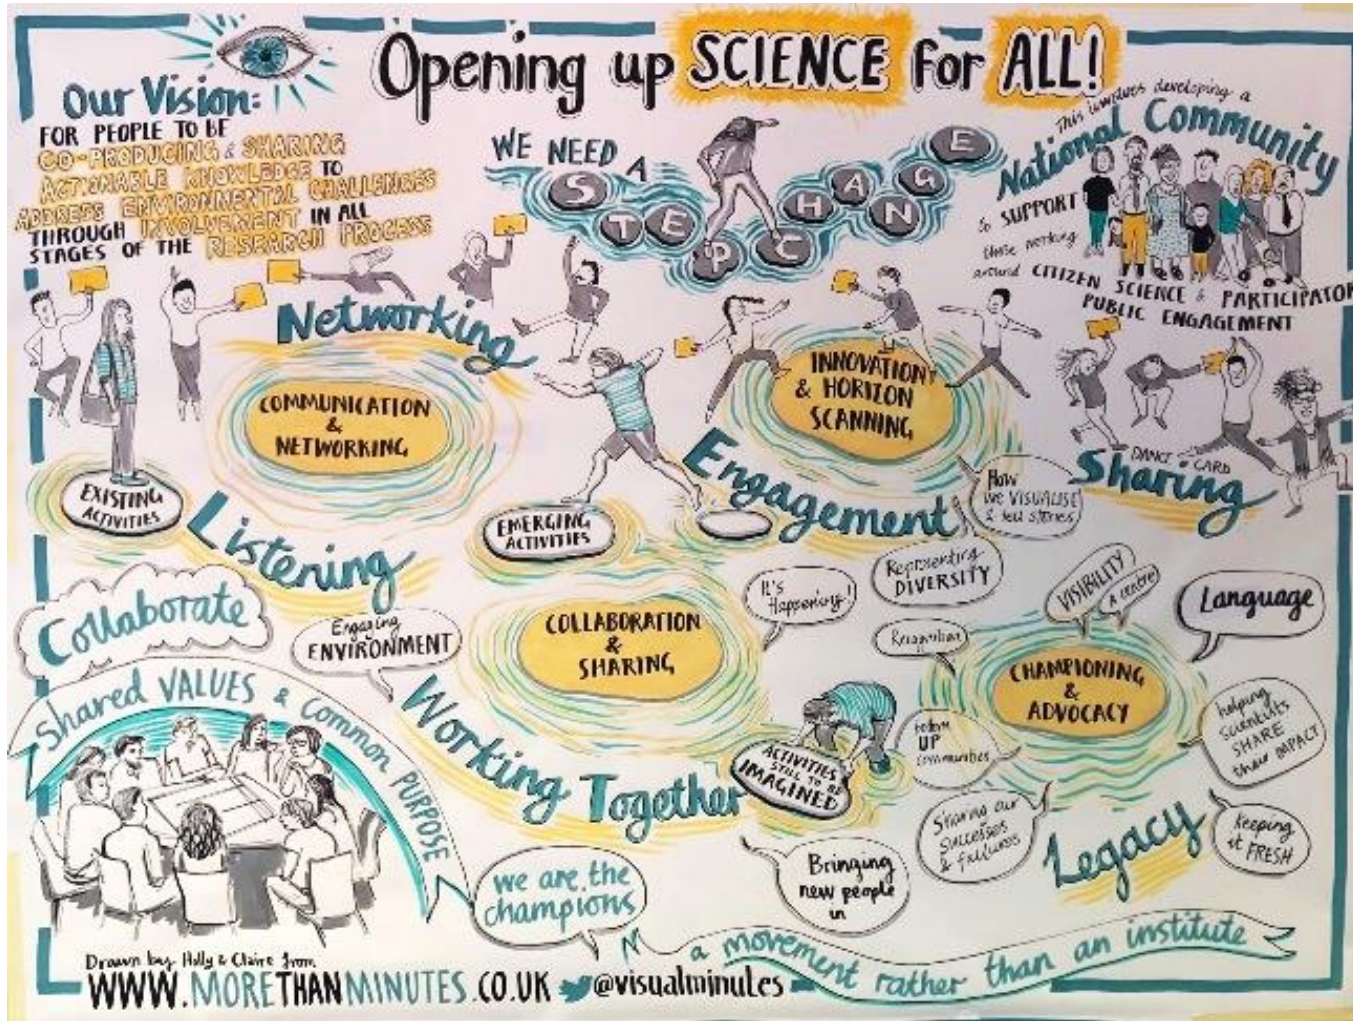 Opening up SCIENCE for ALL!
Our Vision:
FOR PEOPLE TO BE
CO-PRODUCING & SHARING
ACTIONABLE KNOWLEDGE TO
ADDRESS ENVIRONMENTAL CHALLENGES
THROUGH INVOLVEMENT IN ALL
STAGES OF THE RESEARCH PROCESS
WE NEED A
STEP CHANGE
This involves developing a
National Community
to SUPPORT
those working
around CITIZEN SCIENCE & PARTICIPATOR
PUBLIC ENGAGEMENT
Networking
COMMUNICATION
&
NETWORKING
INNOVATION
& HORIZON
SCANNING
EXISTING
ACTIVITIES
Listening
EMERGING
ACTIVITIES
Engagement
How
we VISUALISE
& tell stories
DANCE CARD
Sharing
Collaborate
Engaging
ENVIRONMENT
COLLABORATION
&
SHARING
It's
Happening!
Representing
DIVERSITY
Recognition
VISIBILITY
A centre
Language
CHAMPIONING
&
ADVOCACY
Shared VALUES & Common PURPOSE
Working Together
ACTIVITIES
STILL TO BE
IMAGINED
bottom
UP
communities
helping
scientists
SHARE
their IMPACT
Sharing our
successes
& failures
Legacy
keeping
it FRESH
we are the
champions
Bringing
new people
in
a movement rather than an institute
Drawn by Holly & Claire from
WWW.MORETHANMINUTES.CO.UK @visualminutes